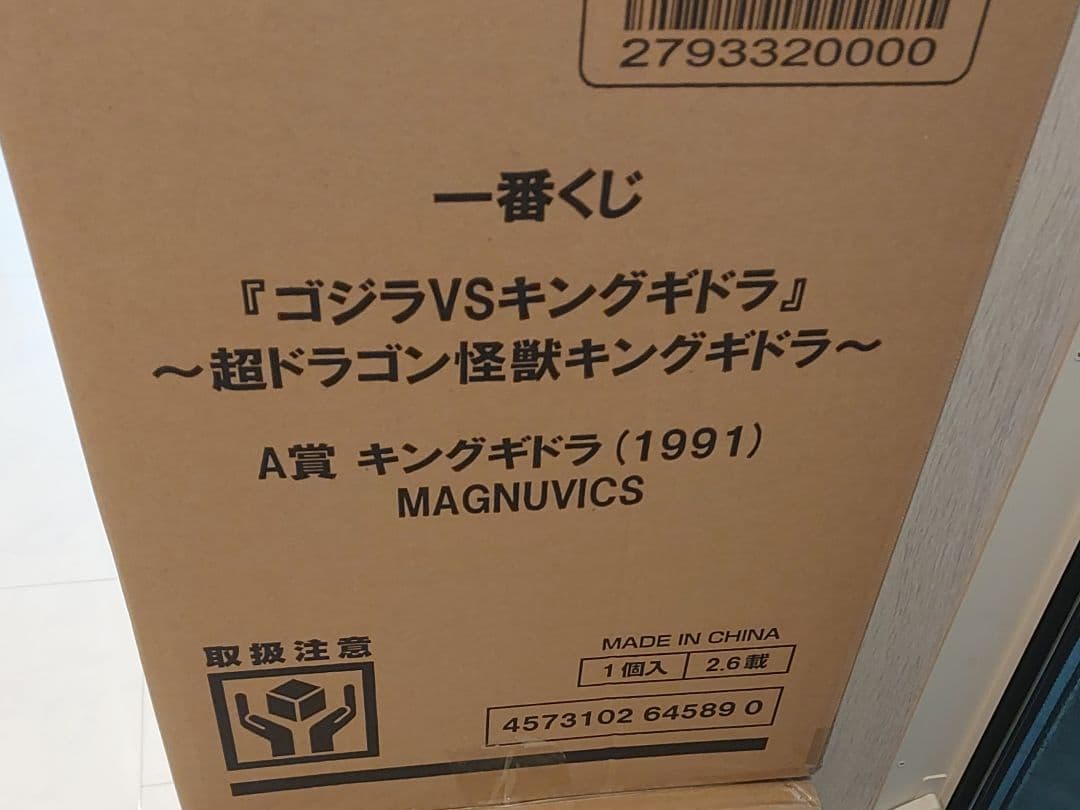 2793320000
一番くじ
『ゴジラVSキングギドラ』
～超ドラゴン怪獣キングギドラ～
A賞 キングギドラ(1991)
MAGNUVICS
取扱注意
MADE IN CHINA
1個入 2.6載
4573102 64589 0